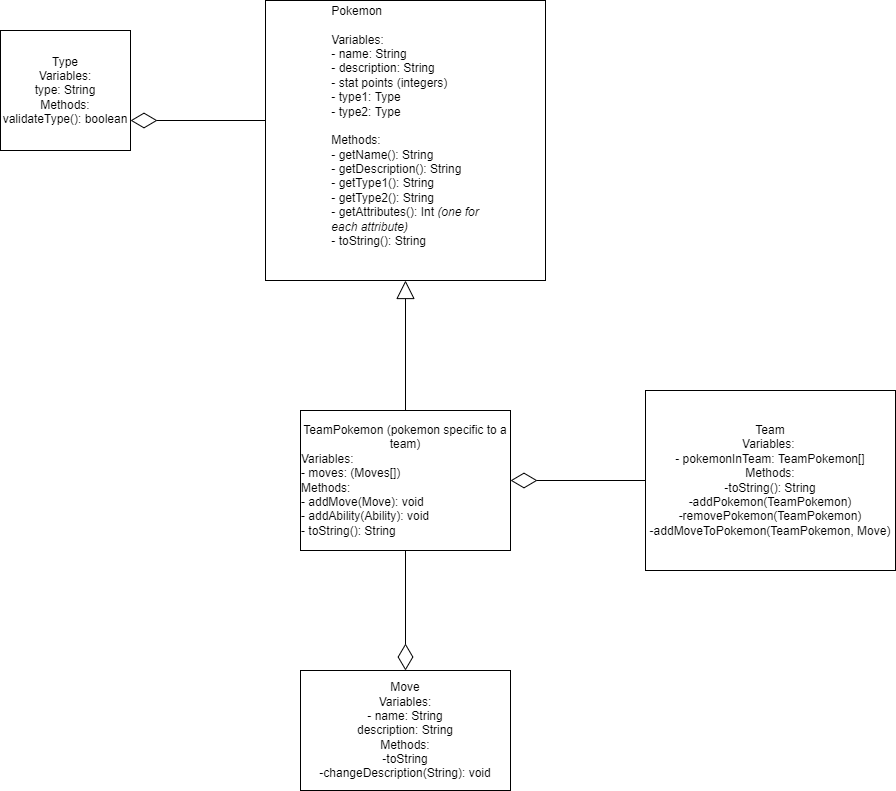 Pokemon
Variables:
- name: String
- description: String
- stat points (integers)
- type1: Type
- type2: Type
Methods:
- getName(): String
- getDescription(): String
- getType1(): String
- getType2(): String
- getAttributes(): Int (one for
each attribute)
- toString(): String
Type
Variables:
type: String
Methods:
validateType(): boolean
TeamPokemon (pokemon specific to a
team)
Variables:
- moves: (Moves[])
Methods:
- addMove(Move): void
- addAbility(Ability): void
- toString(): String
Team
Variables:
- pokemonInTeam: TeamPokemon[]
Methods:
-toString(): String
-addPokemon(TeamPokemon)
-removePokemon(TeamPokemon)
-addMoveToPokemon(TeamPokemon, Move)
Move
Variables:
- name: String
description: String
Methods:
-toString
-changeDescription(String): void